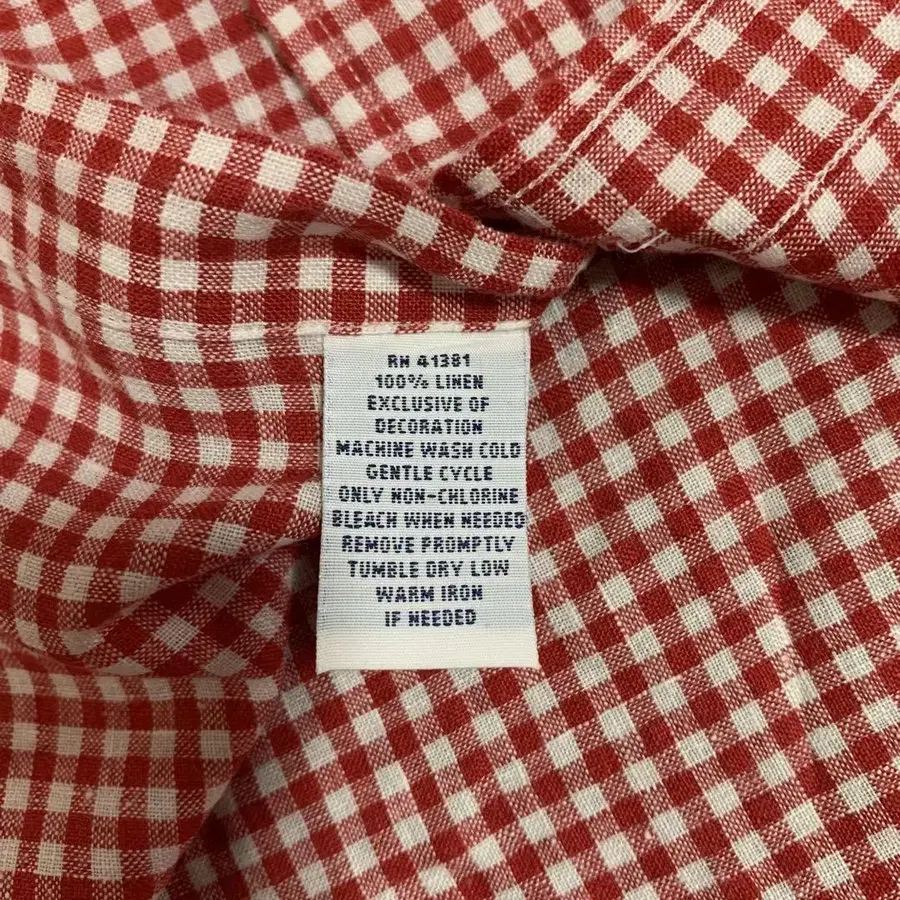 RN 41381
100% LINEN
EXCLUSIVE OF
DECORATION
MACHINE WASH COLD
GENTLE CYCLE
ONLY NON-CHLORINE
BLEACH WHEN NEEDED
REMOVE PROMPTLY
TUMBLE DRY LOW
WARM IRON
IF NEEDED